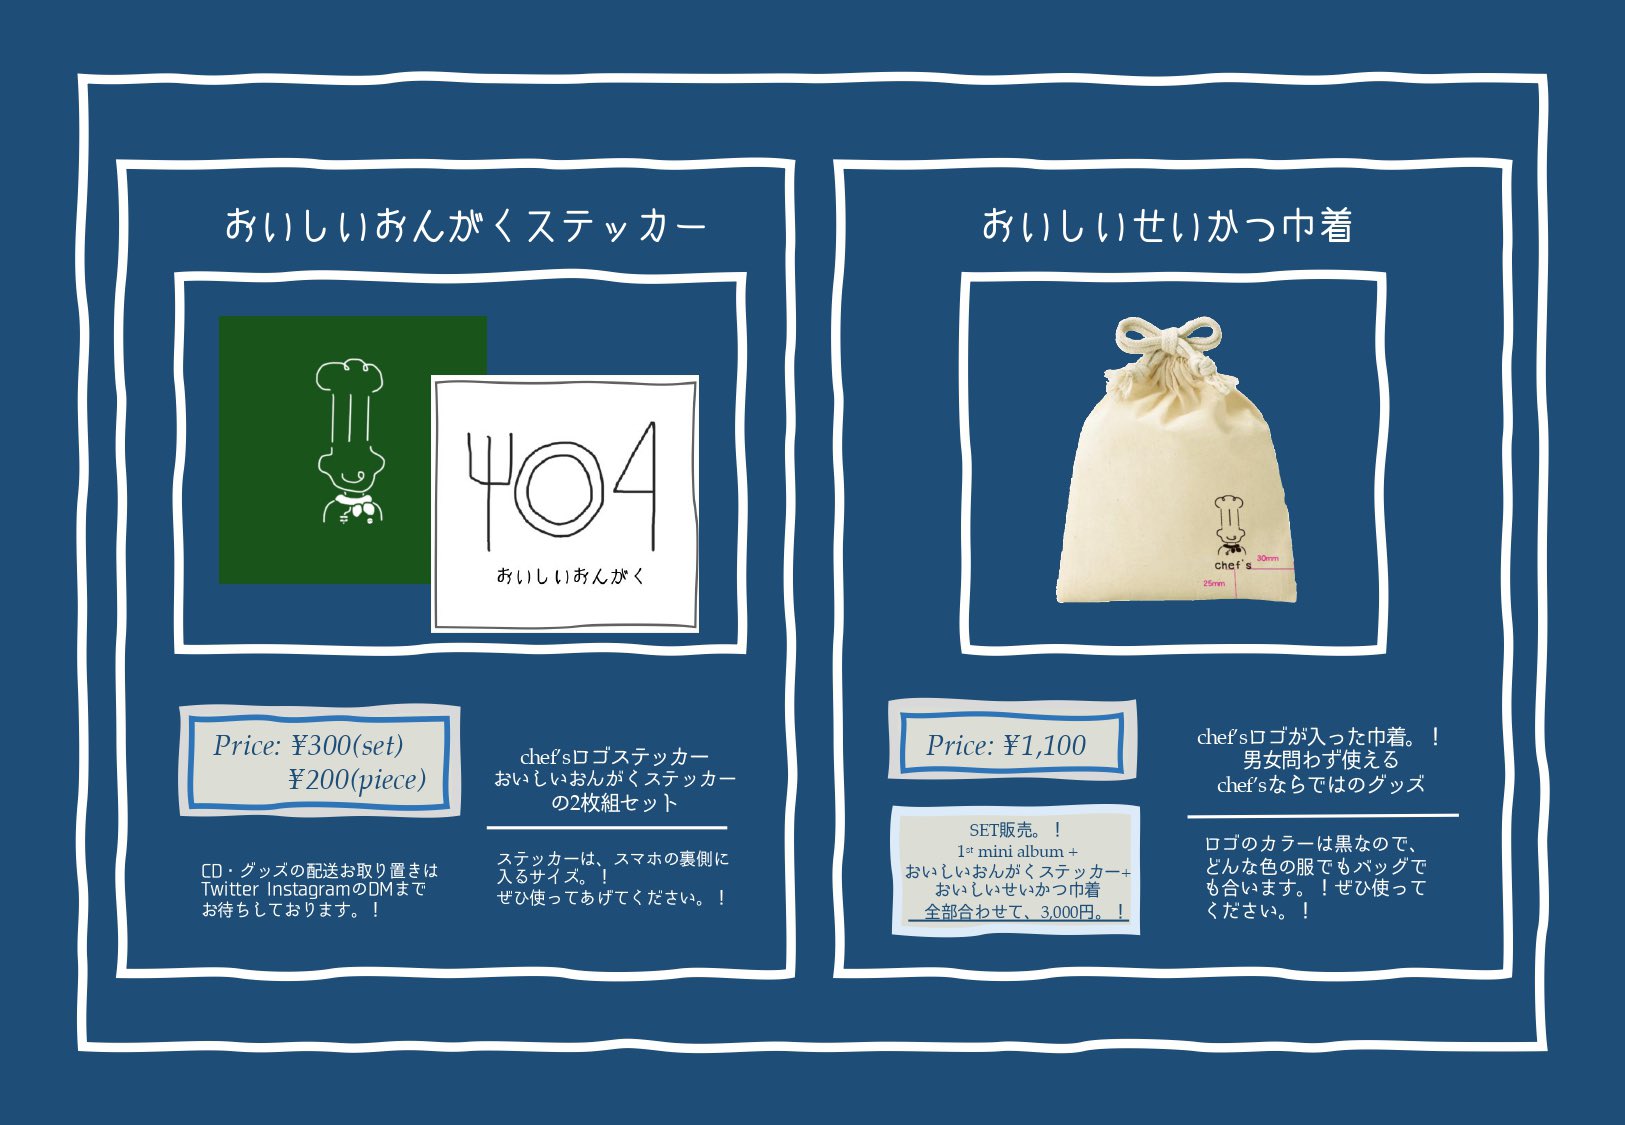 おいしいおんがくステッカー
おいしいおんがく
Price: ¥300(set)
¥200(piece)
chef'sロゴステッカー
おいしいおんがくステッカー
の2枚組セット
CD・グッズの配送お取り置きは
Twitter InstagramのDMまで
お待ちしております。！
ステッカーは、スマホの裏側に
入るサイズ。！
ぜひ使ってあげてください。！
おいしいせいかつ巾着
chef's
30mm
25mm
Price: ¥1,100
SET販売。！
1st mini album +
おいしいおんがくステッカー+
おいしいせいかつ巾着
全部合わせて、3,000円。！
chef'sロゴが入った巾着。！
男女問わず使える
chef'sならではのグッズ
ロゴのカラーは黒なので、
どんな色の服でもバッグで
も合います。！ぜひ使って
ください。！